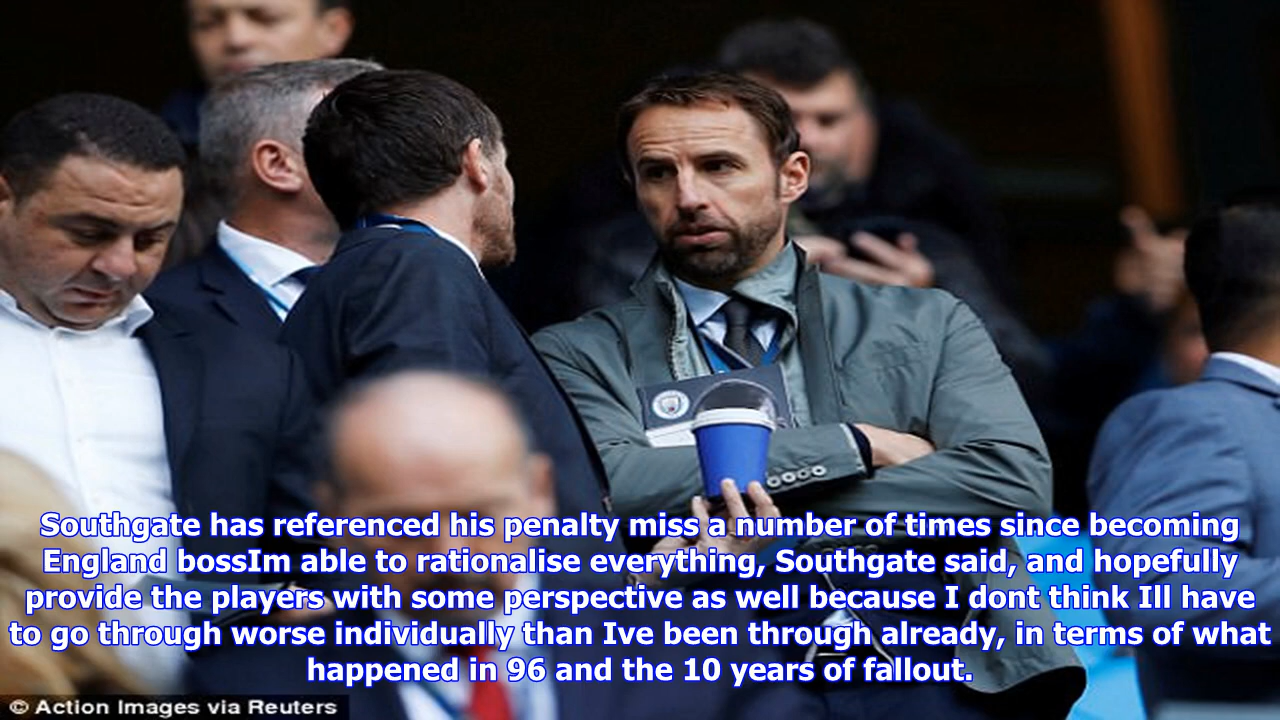 Southgate has referenced his penalty miss a number of times since becoming
England bossIm able to rationalise everything, Southgate said, and hopefully
provide the players with some perspective as well because I dont think Ill have
to go through worse individually than Ive been through already, in terms of what
happened in 96 and the 10 years of fallout.
© Action Images via Reuters